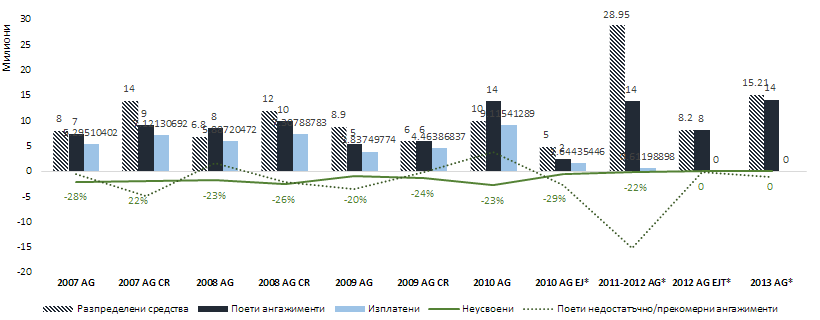 Милиони
30
25
20
15
10
5
0
-5
-10
-15
-20
8 7
14 9
6.8 8
12 10
8.9 5
6 6 4.46386837
10 14
5 2
28.95 14
8.2 8 0
15.21 14 0
-28% 22% -23% -26% -20% -24% -23% -29% -22% 0 0
2007 AG 2007 AG CR 2008 AG 2008 AG CR 2009 AG 2009 AG CR 2010 AG 2010 AG EJ* 2011-2012 AG* 2012 AG EJT* 2013 AG*
Разпределени средства Поети ангажименти Изплатени Неусвоени Поети недостатъчно/прекомерни ангажименти